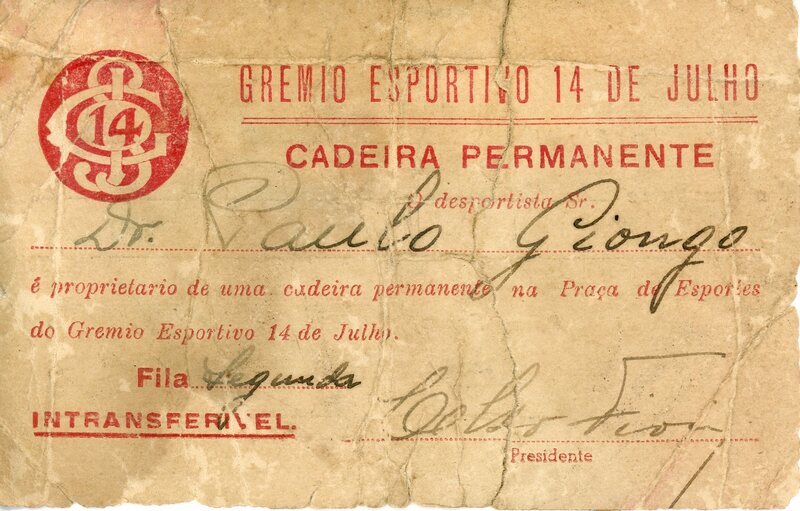 14
GREMIO ESPORTIVO 14 DE JULHO
CADEIRA PERMANENTE
O desportista Sr.
Dr. Paulo Giongo
é proprietario de uma cadeira permanente na Praça de Esportes
do Gremio Esportivo 14 de Julho.
Fila Segunda
INTRANSFERIVEL.
Presidente